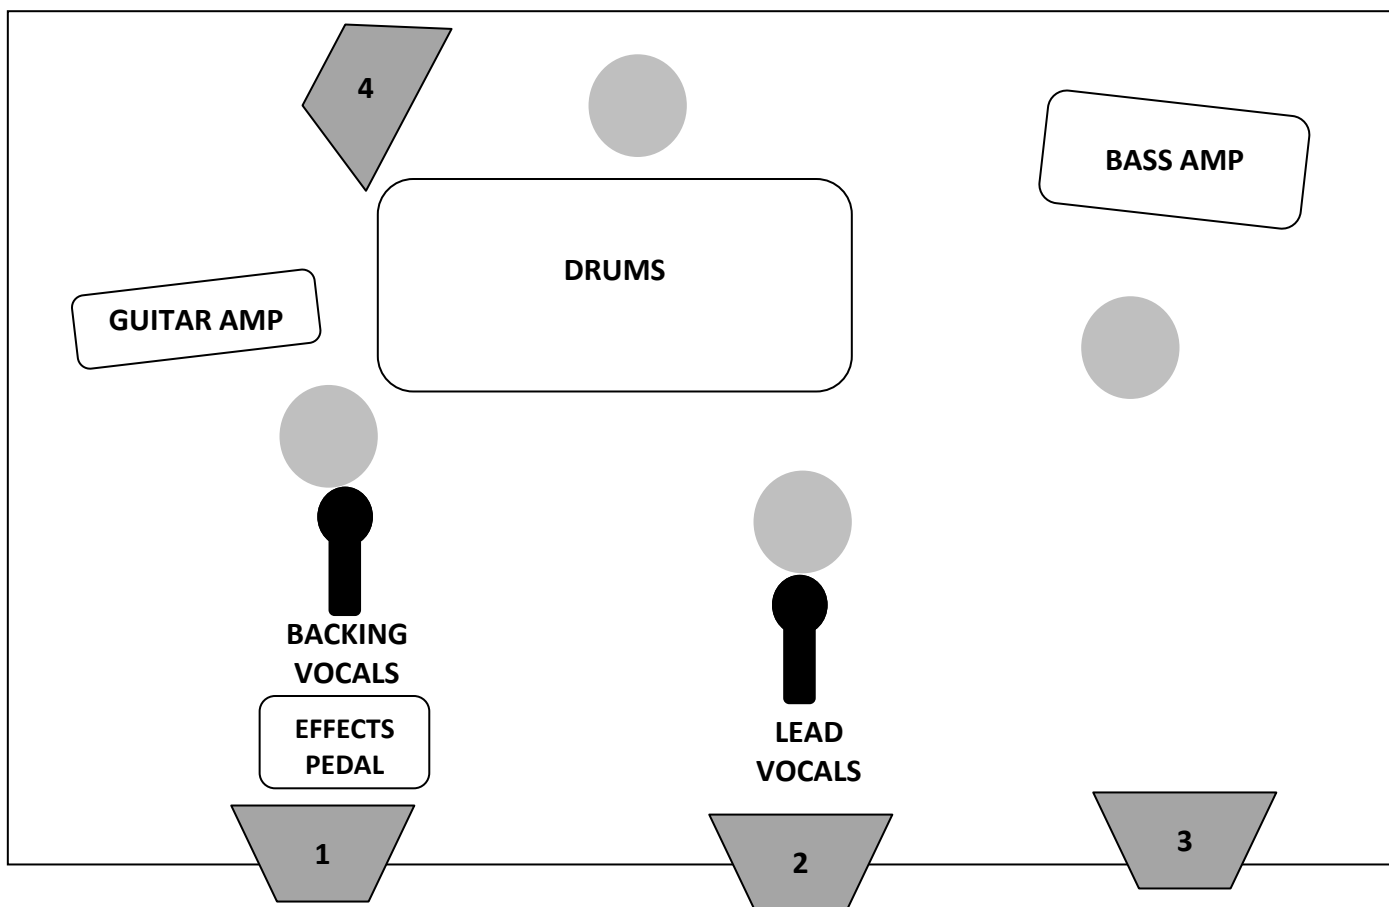 4
BASS AMP
DRUMS
GUITAR AMP
BACKING
VOCALS
EFFECTS
PEDAL
LEAD
VOCALS
1
2
3